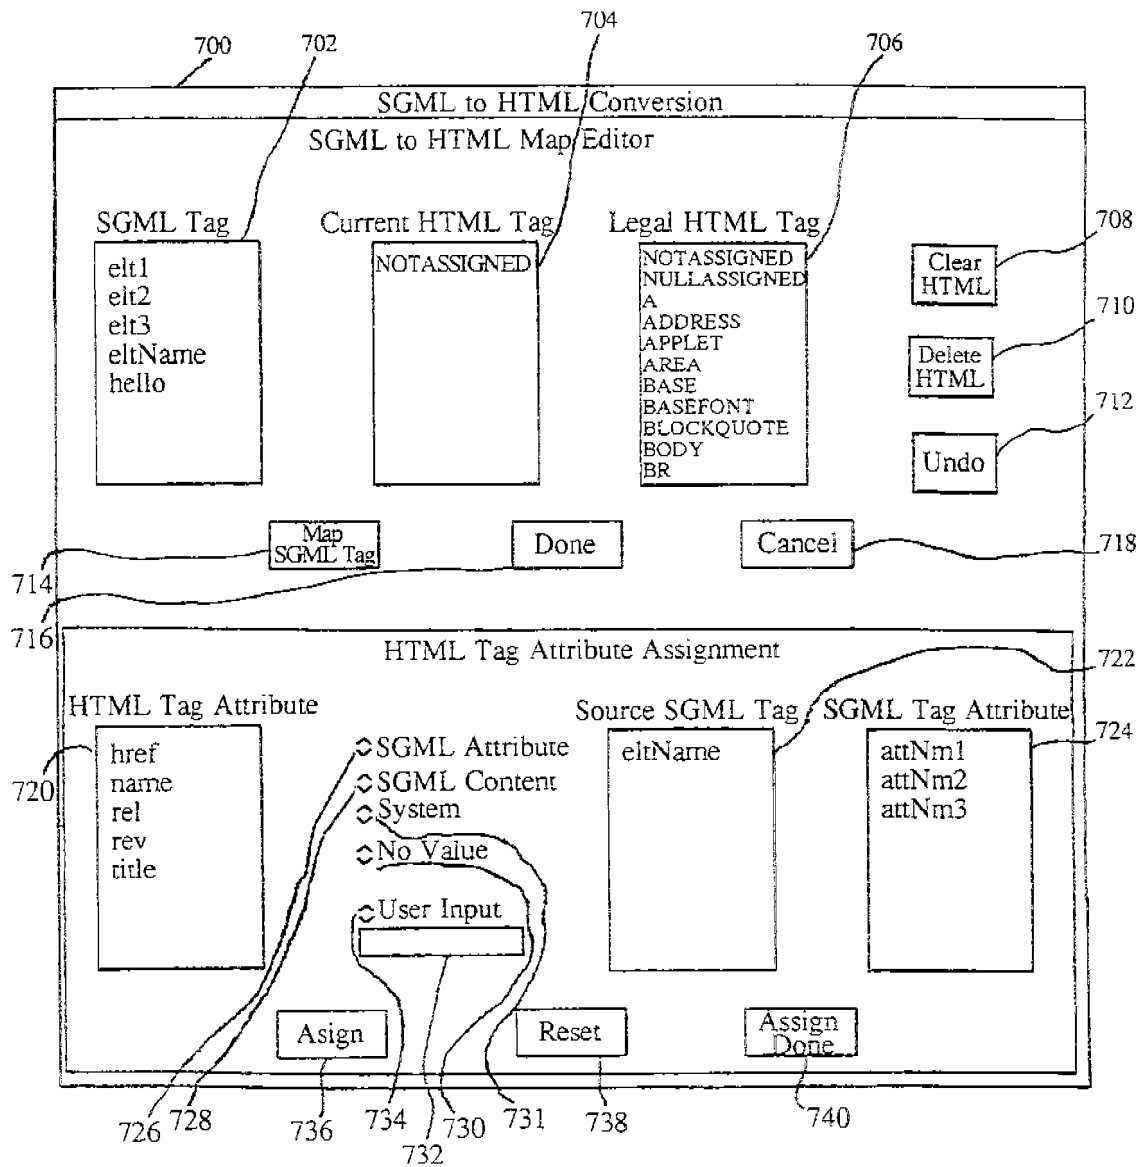 700
702
704
706
SGML to HTML Conversion
SGML to HTML Map Editor
SGML Tag
elt1
elt2
elt3
eltName
hello
Current HTML Tag
NOTASSIGNED
Legal HTML Tag
NOTASSIGNED
NULLASSIGNED
A
ADDRESS
APPLET
AREA
BASE
BASEFONT
BLOCKQUOTE
BODY
BR
Clear
HTML
708
Delete
HTML
710
Undo
712
Map
SGML Tag
714
Done
716
Cancel
718
HTML Tag Attribute Assignment
HTML Tag Attribute
720
href
name
rel
rev
title
SGML Attribute
SGML Content
System
No Value
User Input
Source SGML Tag
722
eltName
SGML Tag Attribute
724
attNm1
attNm2
attNm3
Asign
Reset
Assign
Done
726
728
736
734
732
730
731
738
740